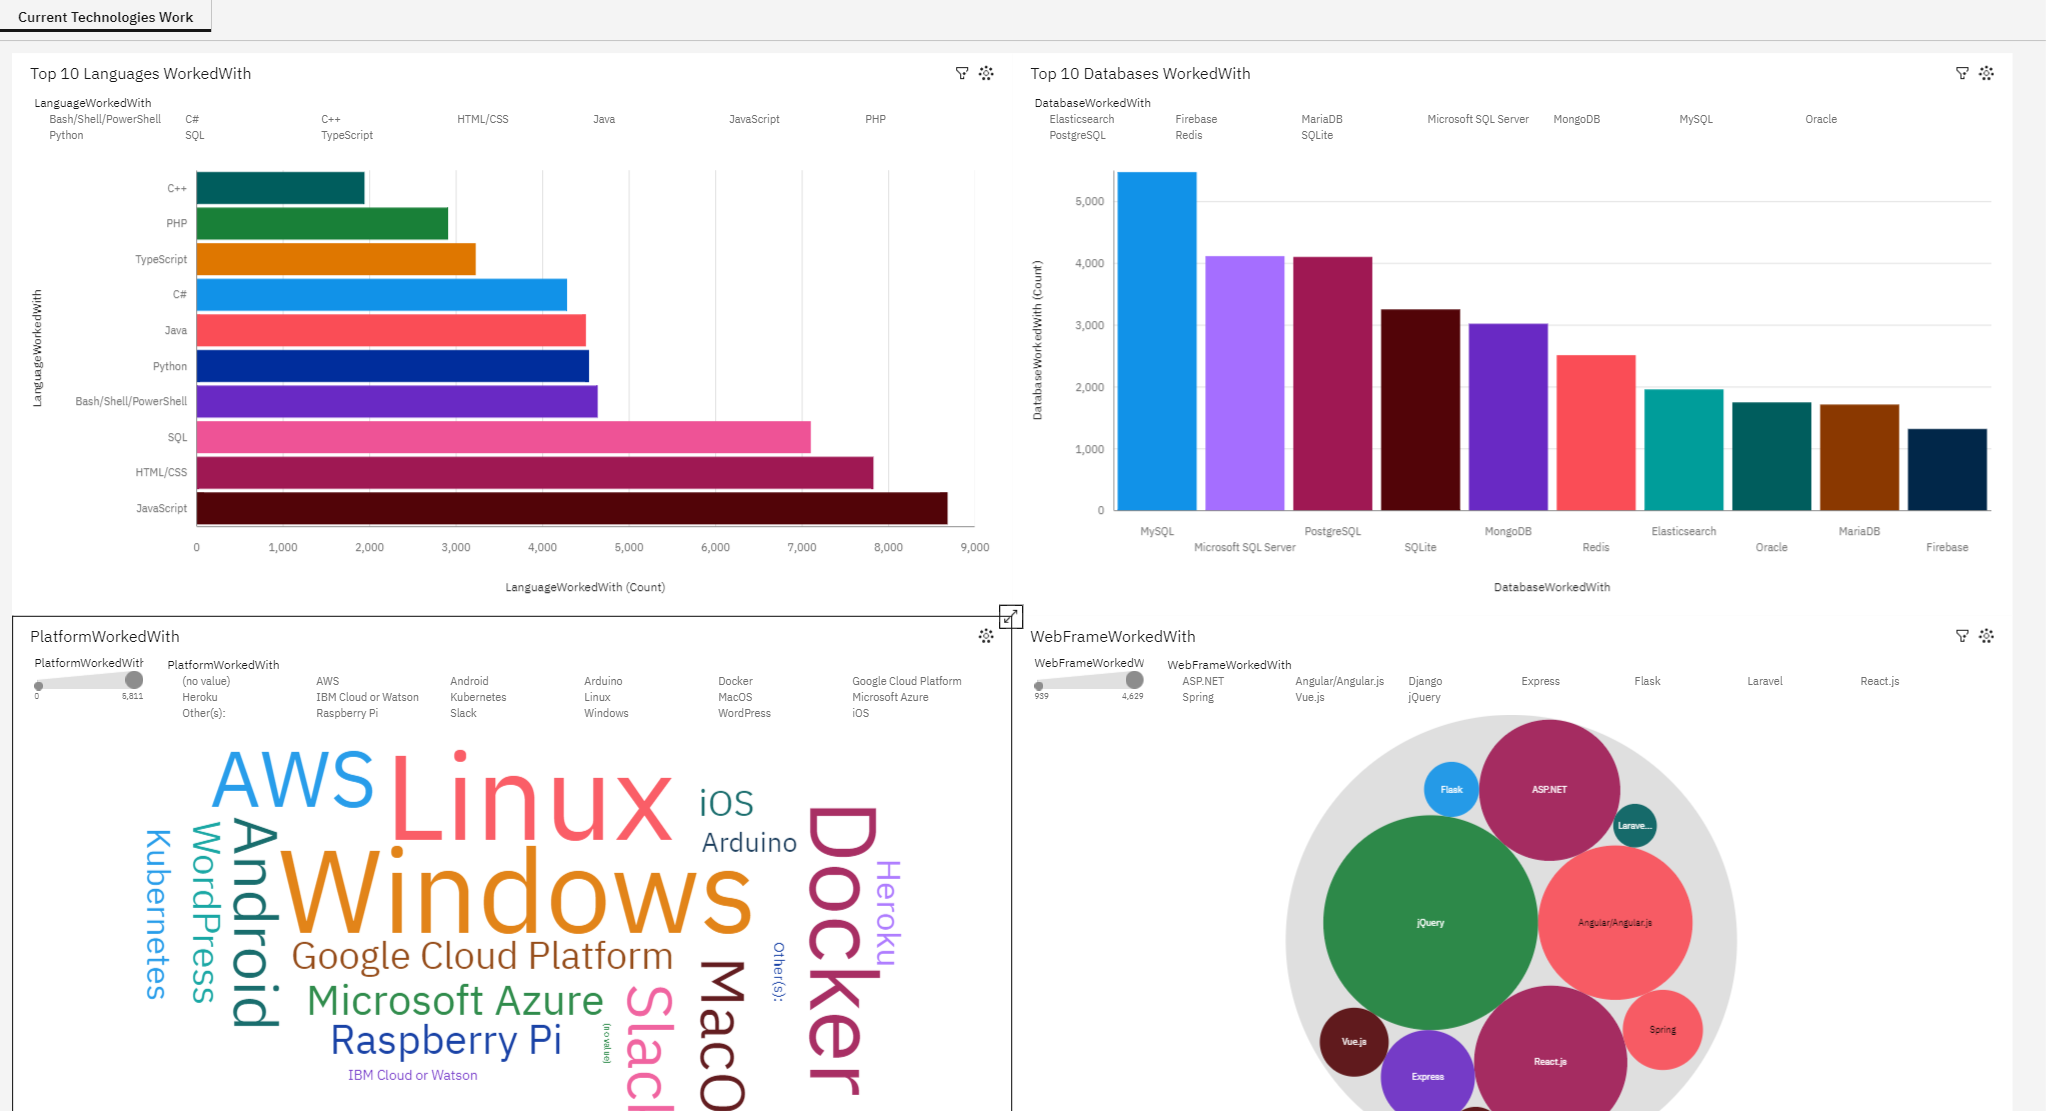 Current Technologies Work
Top 10 Languages WorkedWith
LanguageWorkedWith
Bash/Shell/PowerShell C# C++ HTML/CSS Java JavaScript PHP
Python SQL TypeScript
LanguageWorkedWith
C++
PHP
TypeScript
C#
Java
Python
Bash/Shell/PowerShell
SQL
HTML/CSS
JavaScript
0 1,000 2,000 3,000 4,000 5,000 6,000 7,000 8,000 9,000
LanguageWorkedWith (Count)
Top 10 Databases WorkedWith
DatabaseWorkedWith
Elasticsearch Firebase MariaDB Microsoft SQL Server MongoDB MySQL Oracle
PostgreSQL Redis SQLite
DatabaseWorkedWith (Count)
5,000
4,000
3,000
2,000
1,000
0
MySQL PostgreSQL MongoDB Elasticsearch MariaDB
Microsoft SQL Server SQLite Redis Oracle Firebase
DatabaseWorkedWith
PlatformWorkedWith
PlatformWorkedWith
0 5,811
PlatformWorkedWith
(no value) AWS Android Arduino Docker Google Cloud Platform
Heroku IBM Cloud or Watson Kubernetes Linux MacOS Microsoft Azure
Other(s): Raspberry Pi Slack Windows WordPress iOS
AWS
Linux
iOS
Arduino
Docker
Heroku
Kubernetes
WordPress
Android
Windows
Google Cloud Platform
Other(s):
Microsoft Azure
Slack
MacO
Raspberry Pi
(no value)
IBM Cloud or Watson
WebFrameWorkedWith
WebFrameWorkedW
939 4,629
WebFrameWorkedWith
ASP.NET Angular/Angular.js Django Express Flask Laravel React.js
Spring Vue.js jQuery
Flask
ASP.NET
Larave...
jQuery
Angular/Angular.js
Spring
Vue.js
React.js
Express